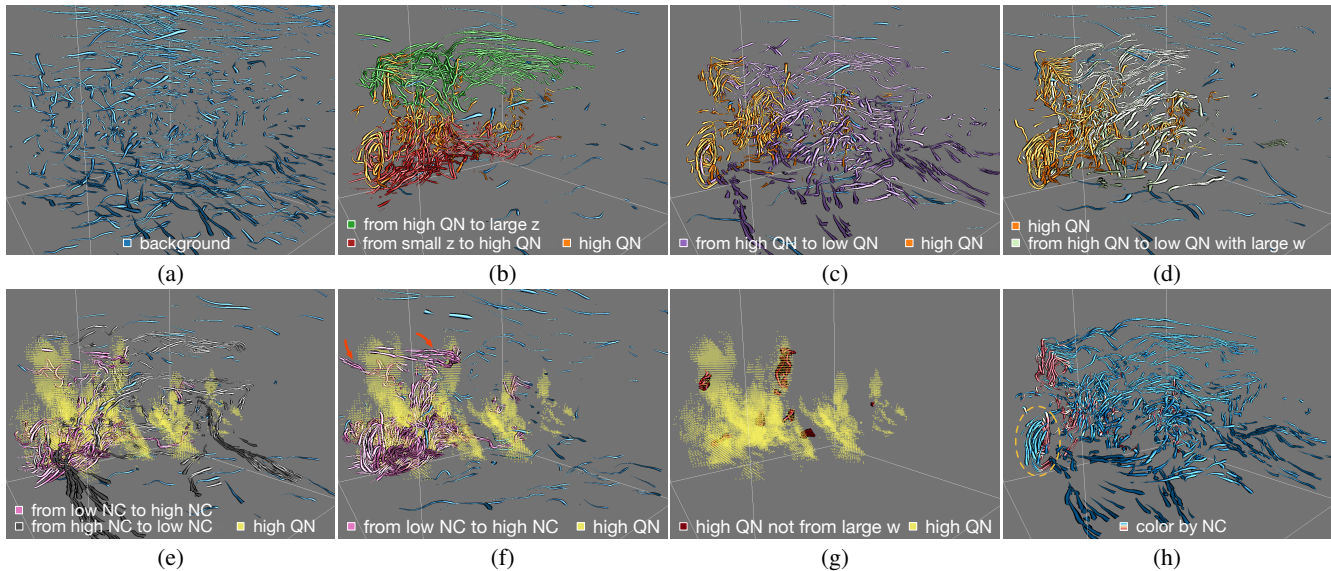 background
(a)
from high QN to large z
from small z to high QN high QN
(b)
from high QN to low QN high QN
(c)
high QN
from high QN to low QN with large w
(d)
from low NC to high NC
from high NC to low NC high QN
(e)
from low NC to high NC high QN
(f)
high QN not from large w high QN
(g)
color by NC
(h)